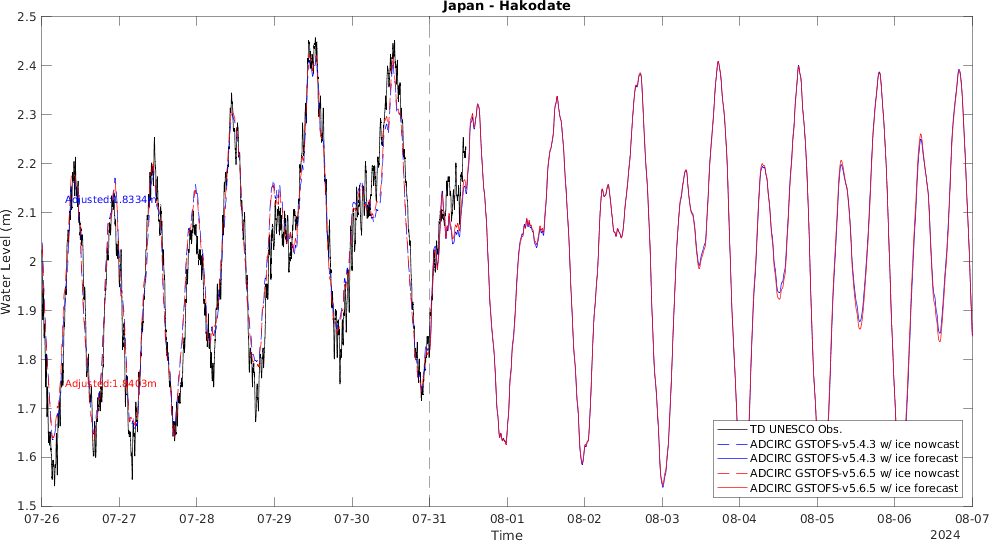 Japan - Hakodate
Water Level (m)
2.5
2.4
2.3
2.2
2.1
2
1.9
1.8
1.7
1.6
1.5
Adjusted:1.8334m
Adjusted:1.8403m
TD UNESCO Obs.
ADCIRC GSTOFS-v5.4.3 w/ ice nowcast
ADCIRC GSTOFS-v5.4.3 w/ ice forecast
ADCIRC GSTOFS-v5.6.5 w/ ice nowcast
ADCIRC GSTOFS-v5.6.5 w/ ice forecast
07-26 07-27 07-28 07-29 07-30 07-31 08-01 08-02 08-03 08-04 08-05 08-06 08-07
Time
2024